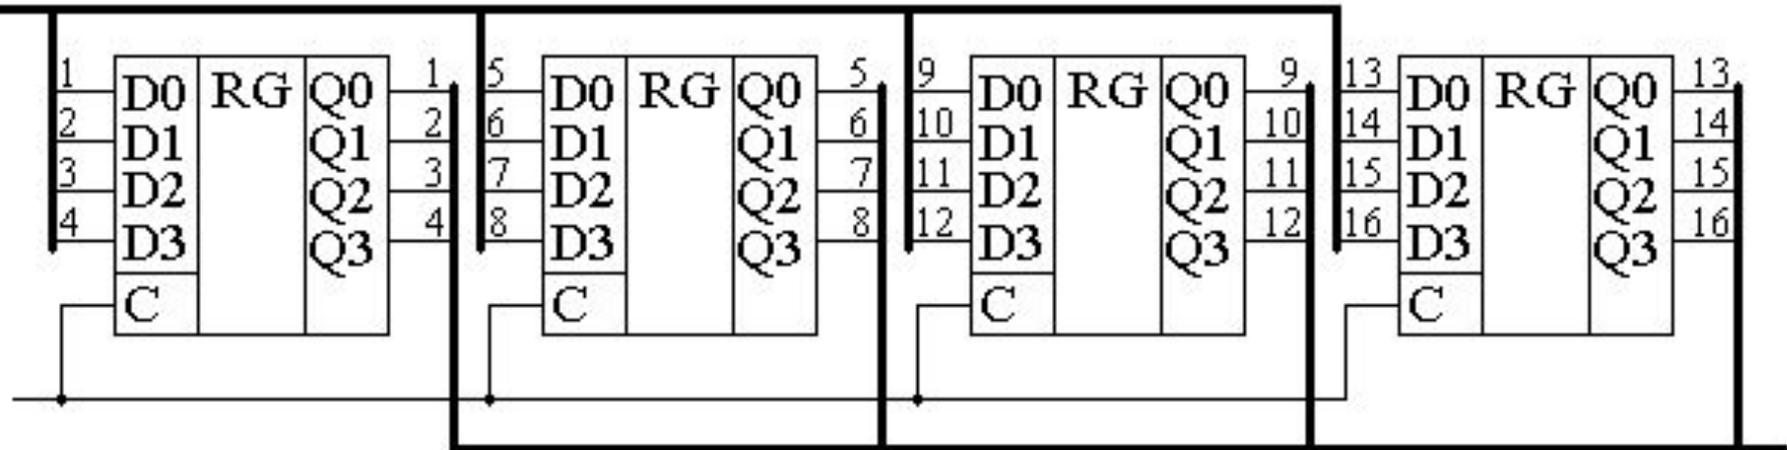 1 D0 RG Q0 1 5 D0 RG Q0 5 9 D0 RG Q0 9 13 D0 RG Q0 13
2 D1 Q1 2 6 D1 Q1 6 10 D1 Q1 10 14 D1 Q1 14
3 D2 Q2 3 7 D2 Q2 7 11 D2 Q2 11 15 D2 Q2 15
4 D3 Q3 4 8 D3 Q3 8 12 D3 Q3 12 16 D3 Q3 16
C C C C